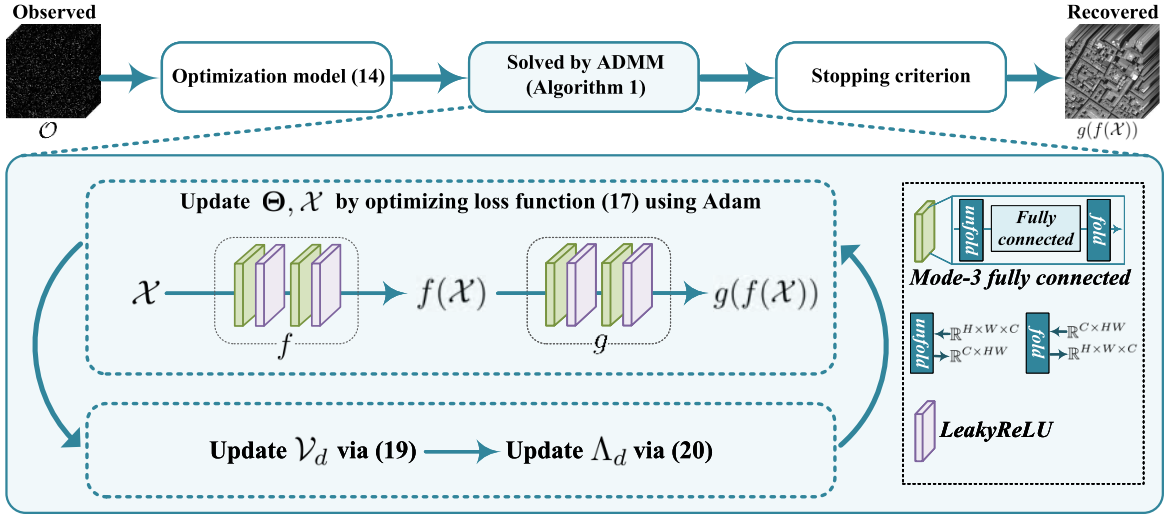 Observed
Recovered
Optimization model (14)
Solved by ADMM
(Algorithm 1)
Stopping criterion
𝒪
g(f(𝒳))
Update Θ, 𝒳 by optimizing loss function (17) using Adam
𝒳
f(𝒳)
g(f(𝒳))
f
g
Update 𝒱_d via (19)
Update Λ_d via (20)
unfold
Fully
connected
fold
Mode-3 fully connected
unfold
ℝ^{H×W×C}
ℝ^{C×HW}
fold
ℝ^{C×HW}
ℝ^{H×W×C}
LeakyReLU